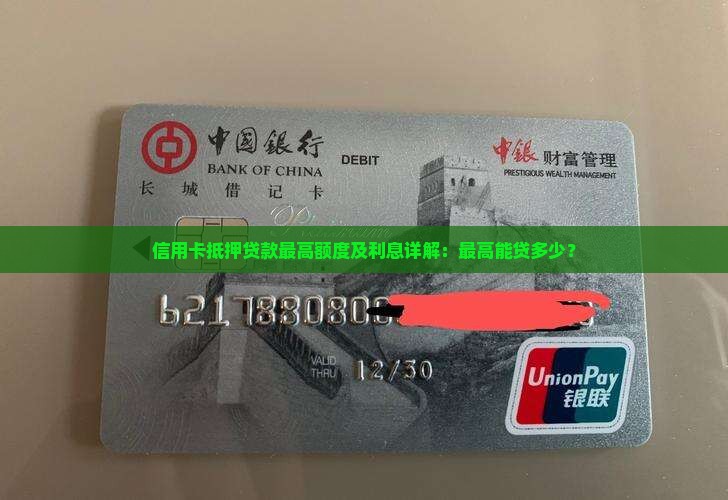 中国銀行
BANK OF CHINA
DEBIT
中銀 财富管理
PRESTIGIOUS WEALTH MANAGEMENT
长城借记卡
信用卡抵押贷款最高额度及利息详解：最高能贷多少？
621788080
VALID
THRU
12/30
UnionPay
银联